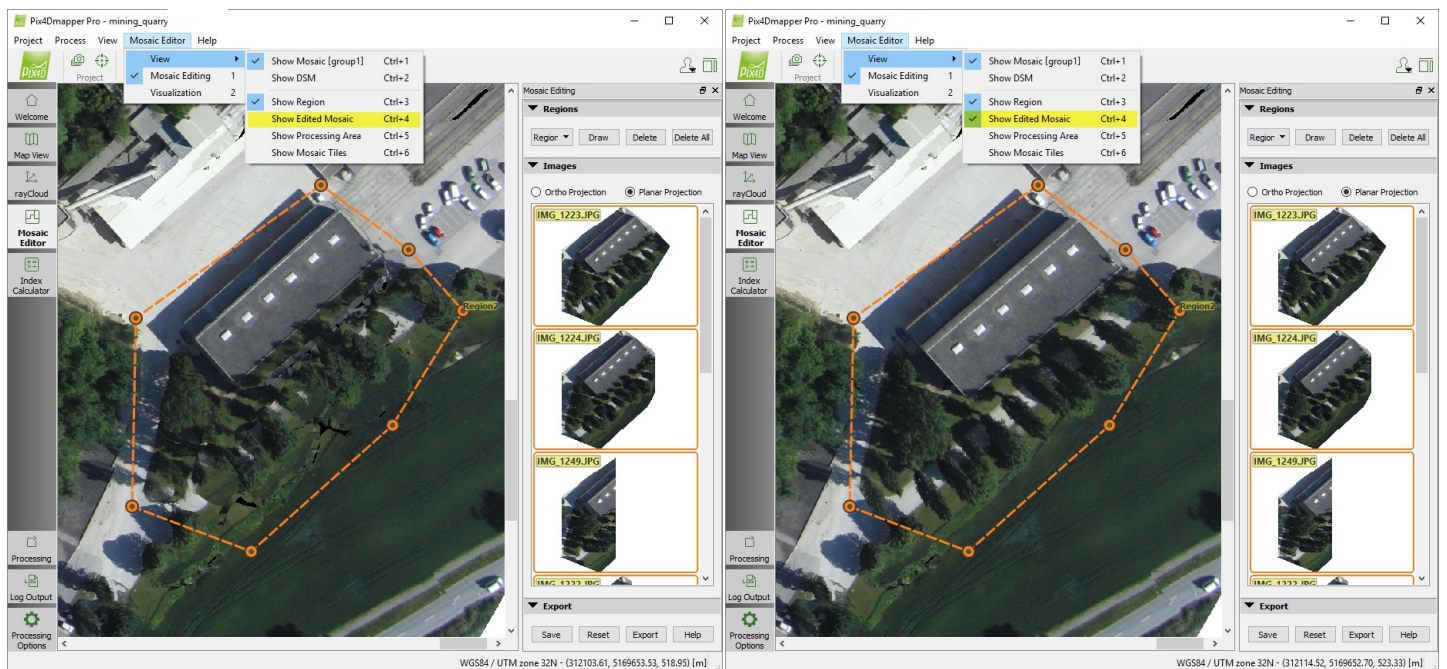 Pix4Dmapper Pro - mining_quarry
Project Process View Mosaic Editor Help
View
Mosaic Editing 1
Visualization 2
Show Mosaic [group1] Ctrl+1
Show DSM Ctrl+2
Show Region Ctrl+3
Show Edited Mosaic Ctrl+4
Show Processing Area Ctrl+5
Show Mosaic Tiles Ctrl+6
PIX4D
Project
Welcome
Map View
rayCloud
Mosaic
Editor
Index
Calculator
Processing
Log Output
Processing
Options
Region2
Mosaic Editing
Regions
Region Draw Delete Delete All
Images
Ortho Projection Planar Projection
IMG_1223.JPG
IMG_1224.JPG
IMG_1249.JPG
Export
Save Reset Export Help
WGS84 / UTM zone 32N - (312103.61, 5169653.53, 518.95) [m]
Pix4Dmapper Pro - mining_quarry
Project Process View Mosaic Editor Help
View
Mosaic Editing 1
Visualization 2
Show Mosaic [group1] Ctrl+1
Show DSM Ctrl+2
Show Region Ctrl+3
Show Edited Mosaic Ctrl+4
Show Processing Area Ctrl+5
Show Mosaic Tiles Ctrl+6
PIX4D
Project
Welcome
Map View
rayCloud
Mosaic
Editor
Index
Calculator
Processing
Log Output
Processing
Options
Region2
Mosaic Editing
Regions
Region Draw Delete Delete All
Images
Ortho Projection Planar Projection
IMG_1223.JPG
IMG_1224.JPG
IMG_1249.JPG
Export
Save Reset Export Help
WGS84 / UTM zone 32N - (312114.52, 5169652.70, 523.33) [m]